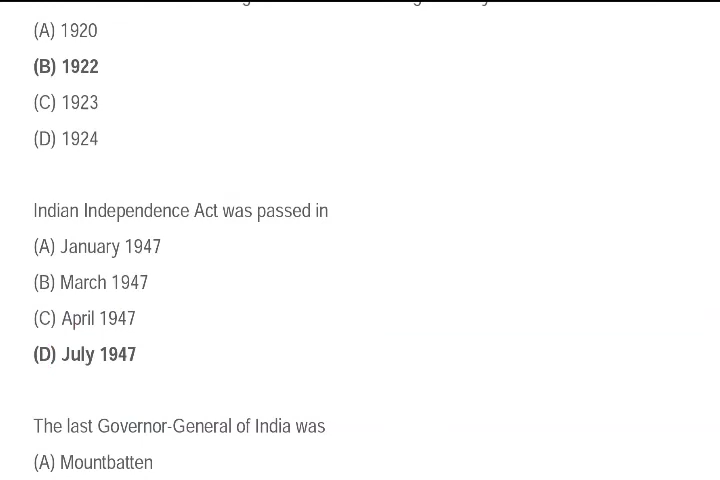 (A) 1920
(B) 1922
(C) 1923
(D) 1924
Indian Independence Act was passed in
(A) January 1947
(B) March 1947
(C) April 1947
(D) July 1947
The last Governor-General of India was
(A) Mountbatten